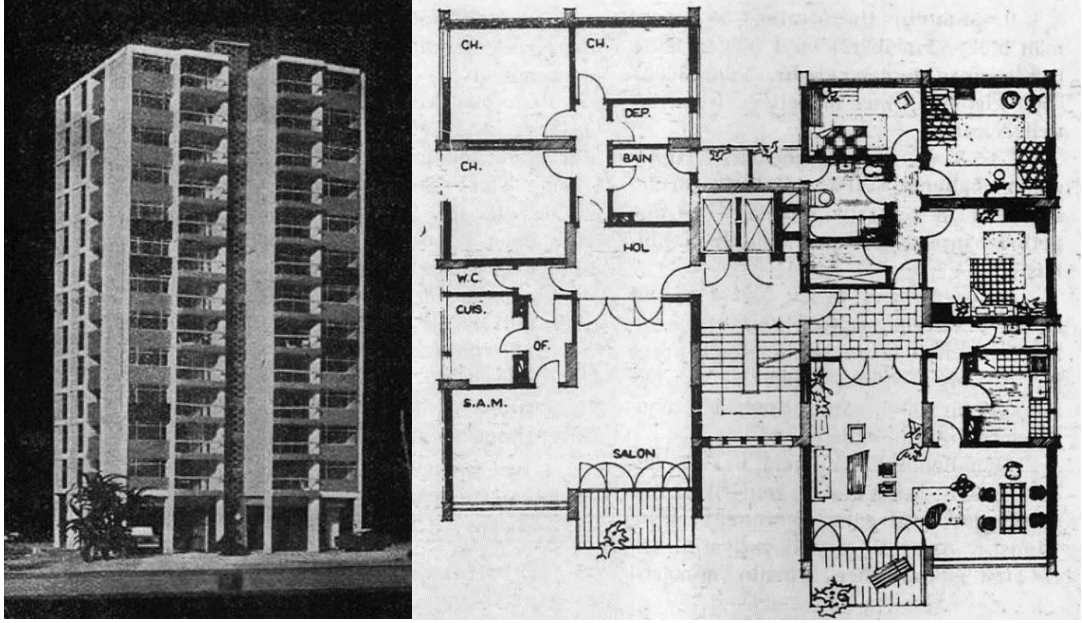 CH.
CH.
DEP.
BAIN
CH.
HOL
W.C.
CUIS.
OF.
S.A.M.
SALON